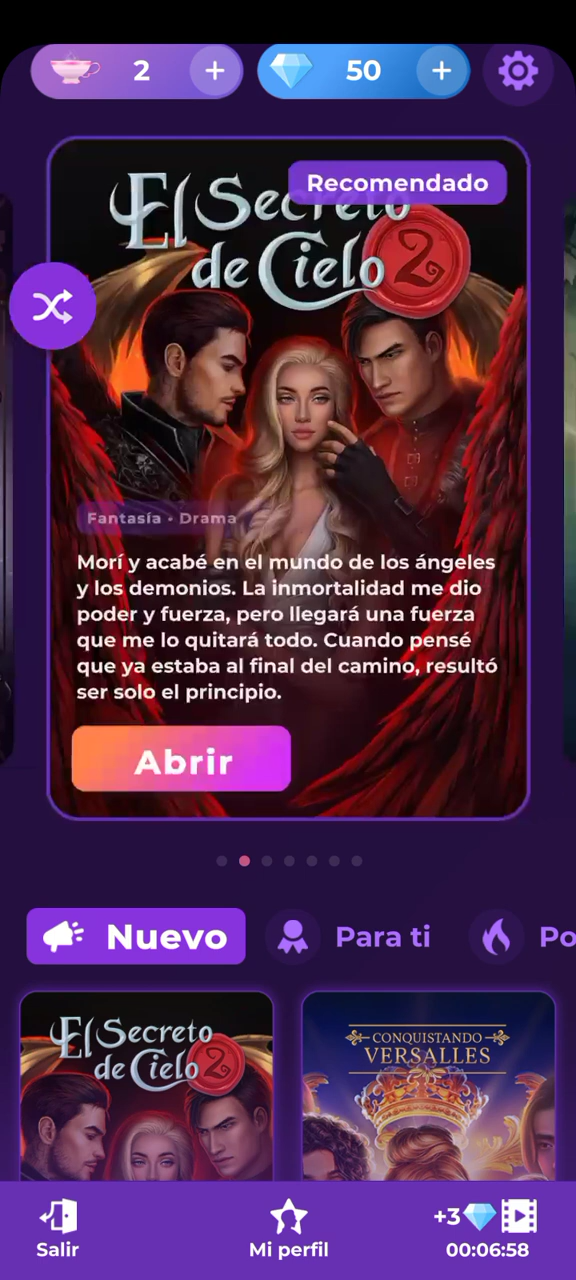 2
50
Recomendado
El Secreto
de Cielo
2
Fantasía • Drama
Morí y acabé en el mundo de los ángeles
y los demonios. La inmortalidad me dio
poder y fuerza, pero llegará una fuerza
que me lo quitará todo. Cuando pensé
que ya estaba al final del camino, resultó
ser solo el principio.
Abrir
Nuevo
Para ti
Po
El Secreto
de Cielo
2
CONQUISTANDO
VERSALLES
+3
Salir
Mi perfil
00:06:58